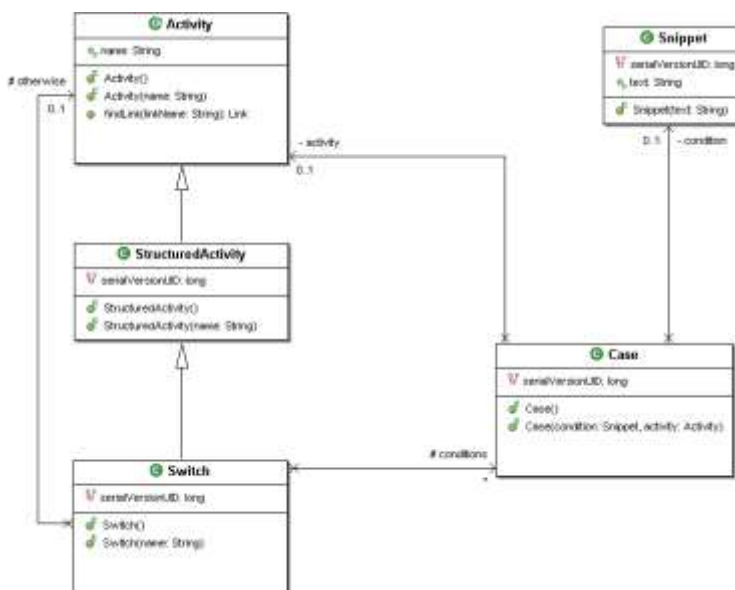 Activity
name: String
Activity()
Activity(name: String)
findLink(linkName: String): Link
Snippet
serialVersionUID: long
text: String
Snippet(text: String)
# otherwise
0..1
- activity
0..1
0..1
- condition
StructuredActivity
serialVersionUID: long
StructuredActivity()
StructuredActivity(name: String)
Case
serialVersionUID: long
Case()
Case(condition: Snippet, activity: Activity)
# conditions
*
Switch
serialVersionUID: long
Switch()
Switch(name: String)